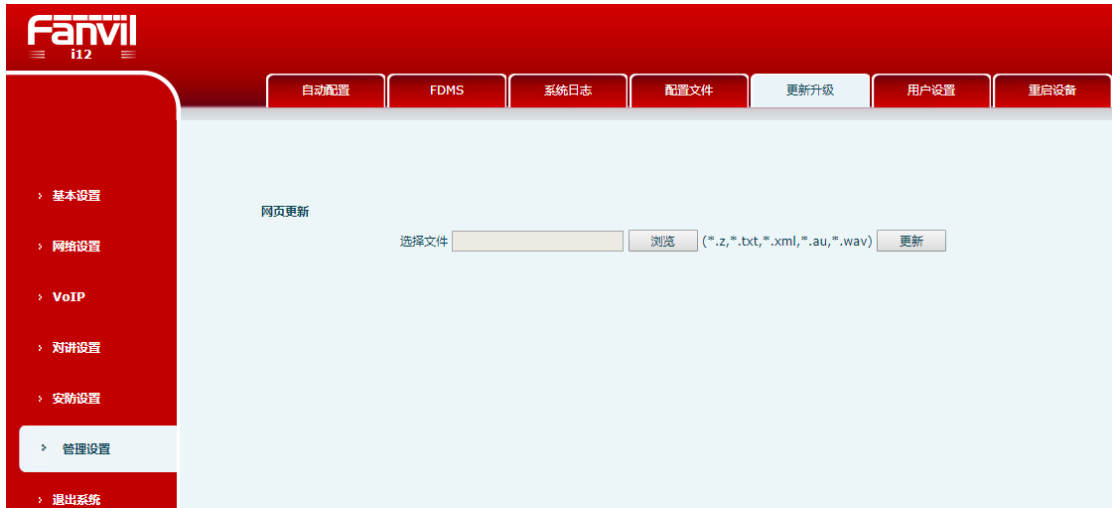 Fanvil
i12
自动配置 FDMS 系统日志 配置文件 更新升级 用户设置 重启设备
› 基本设置
› 网络设置
› VoIP
› 对讲设置
› 安防设置
› 管理设置
› 退出系统
网页更新
选择文件 浏览 (*.z,*.txt,*.xml,*.au,*.wav) 更新